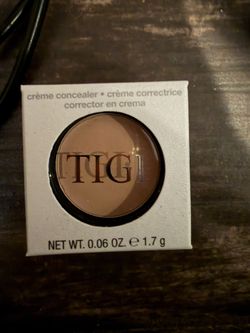 crème concealer • crème correctrice
corrector en crema
TIGI
NET WT. 0.06 OZ. e 1.7 g